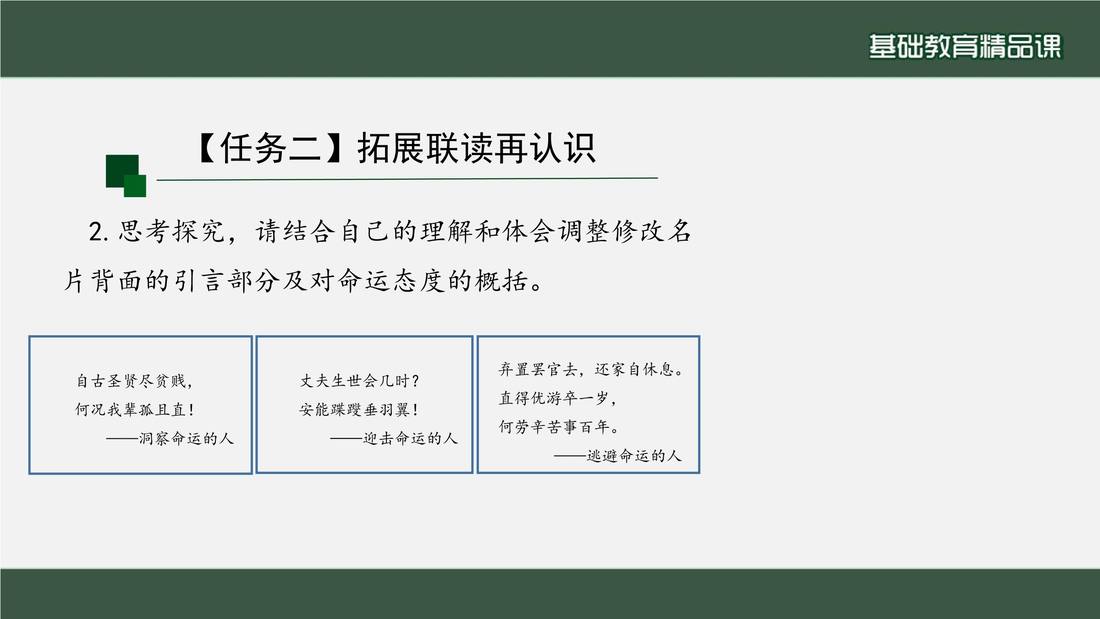 基础教育精品课
【任务二】拓展联读再认识
2.思考探究，请结合自己的理解和体会调整修改名
片背面的引言部分及对命运态度的概括。
自古圣贤尽贫贱，
何况我辈孤且直！
——洞察命运的人
丈夫生世会几时？
安能蹀躞垂羽翼！
——迎击命运的人
弃置罢官去，还家自休息。
直得优游卒一岁，
何劳辛苦事百年。
——逃避命运的人